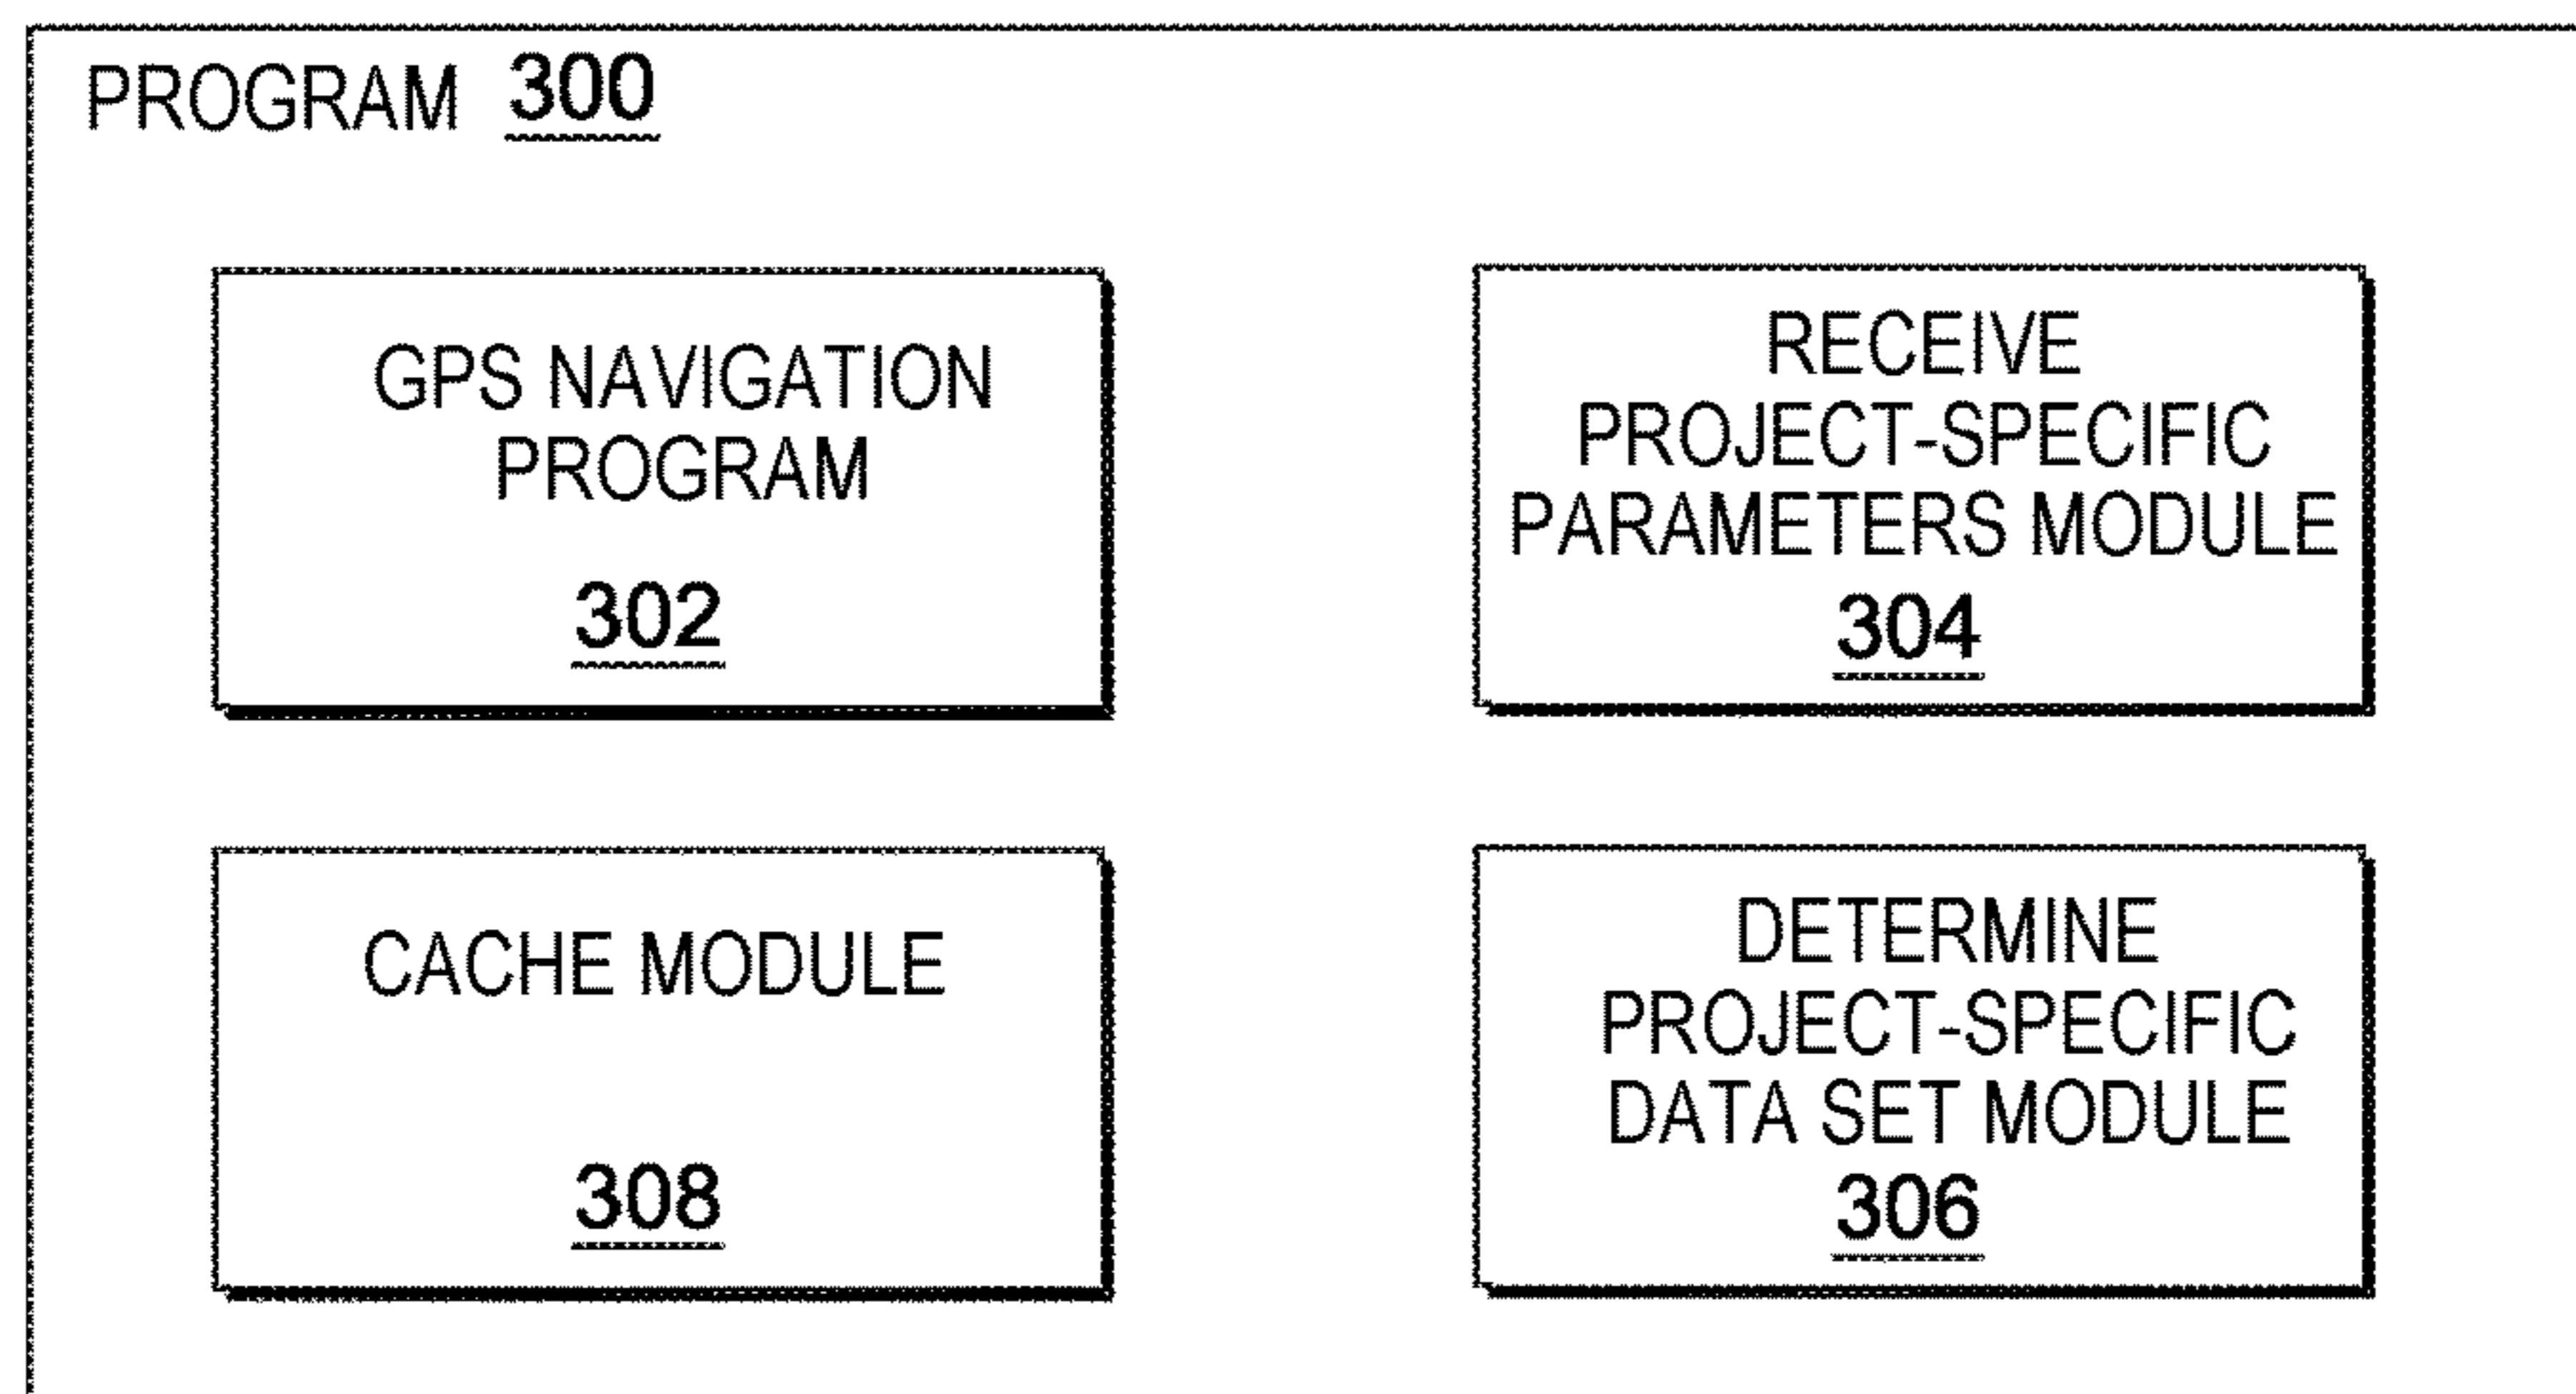 PROGRAM 300
GPS NAVIGATION
PROGRAM
302
RECEIVE
PROJECT-SPECIFIC
PARAMETERS MODULE
304
CACHE MODULE
308
DETERMINE
PROJECT-SPECIFIC
DATA SET MODULE
306